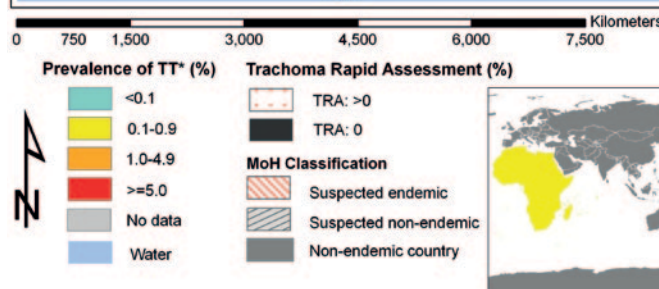 Kilometers
0 750 1,500 3,000 4,500 6,000 7,500
Prevalence of TT* (%)
<0.1
0.1-0.9
1.0-4.9
>=5.0
No data
Water
N
Trachoma Rapid Assessment (%)
TRA: >0
TRA: 0
MoH Classification
Suspected endemic
Suspected non-endemic
Non-endemic country